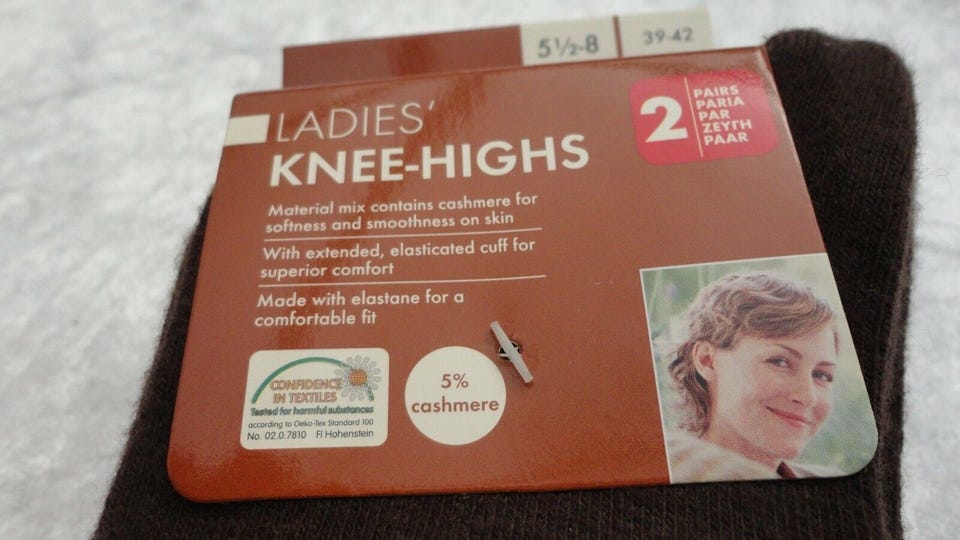 5½-8
39-42
LADIES'
KNEE-HIGHS
2
PAIRS
PARIA
PAR
ΖΕΥΓΗ
PAAR
Material mix contains cashmere for
softness and smoothness on skin
With extended, elasticated cuff for
superior comfort
Made with elastane for a
comfortable fit
CONFIDENCE
IN TEXTILES
Tested for harmful substances
according to Oeko-Tex Standard 100
No. 02.0.7810 FI Hohenstein
5%
cashmere